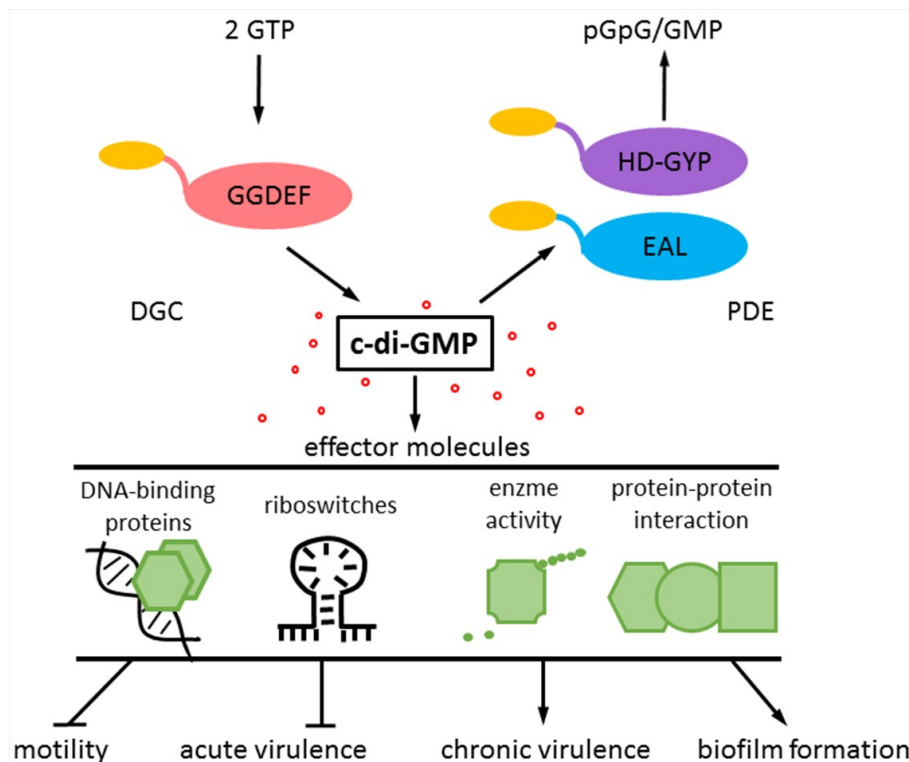 2 GTP
pGpG/GMP
GGDEF
HD-GYP
EAL
DGC
PDE
c-di-GMP
effector molecules
DNA-binding
proteins
riboswitches
enzme
activity
protein-protein
interaction
motility
acute virulence
chronic virulence
biofilm formation